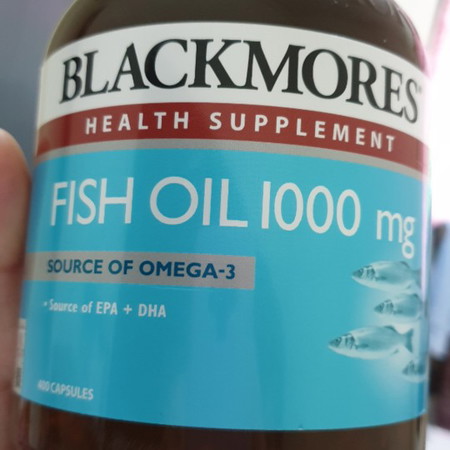 BLACKMORES
HEALTH SUPPLEMENT
FISH OIL 1000 mg
SOURCE OF OMEGA-3
• Source of EPA + DHA
400 CAPSULES